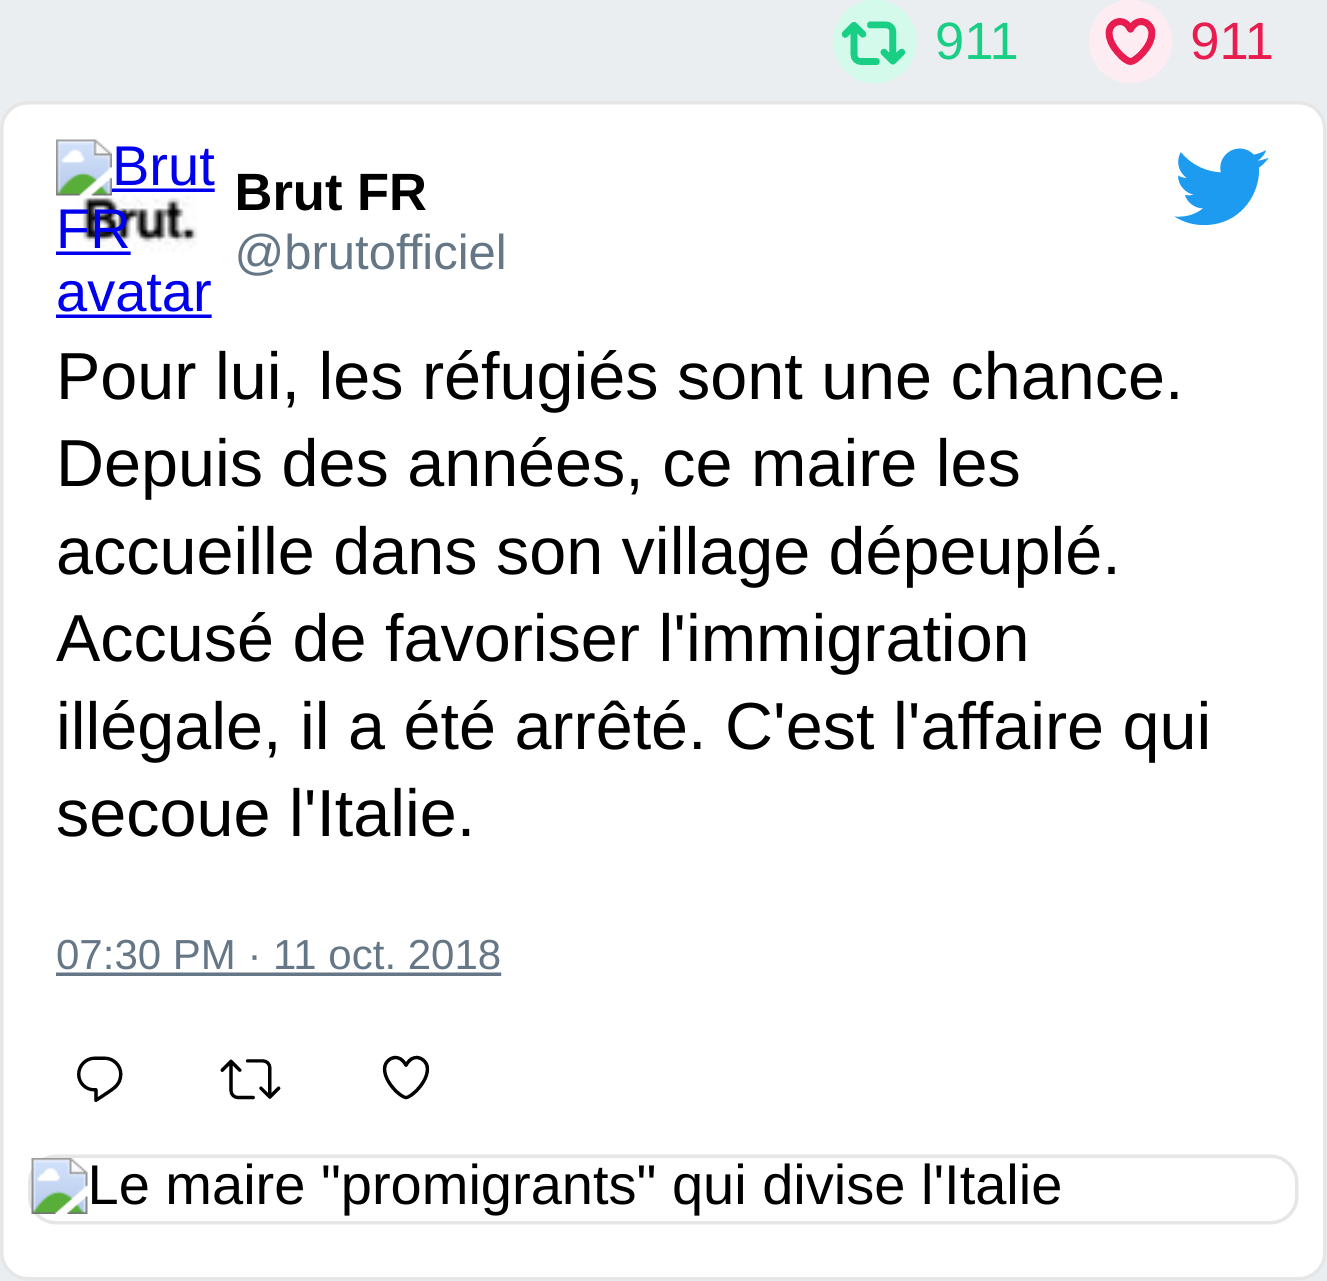 911 911
Brut
FR
avatar
Brut.
Brut FR
@brutofficiel
Pour lui, les réfugiés sont une chance.
Depuis des années, ce maire les
accueille dans son village dépeuplé.
Accusé de favoriser l'immigration
illégale, il a été arrêté. C'est l'affaire qui
secoue l'Italie.
07:30 PM · 11 oct. 2018
Le maire "promigrants" qui divise l'Italie